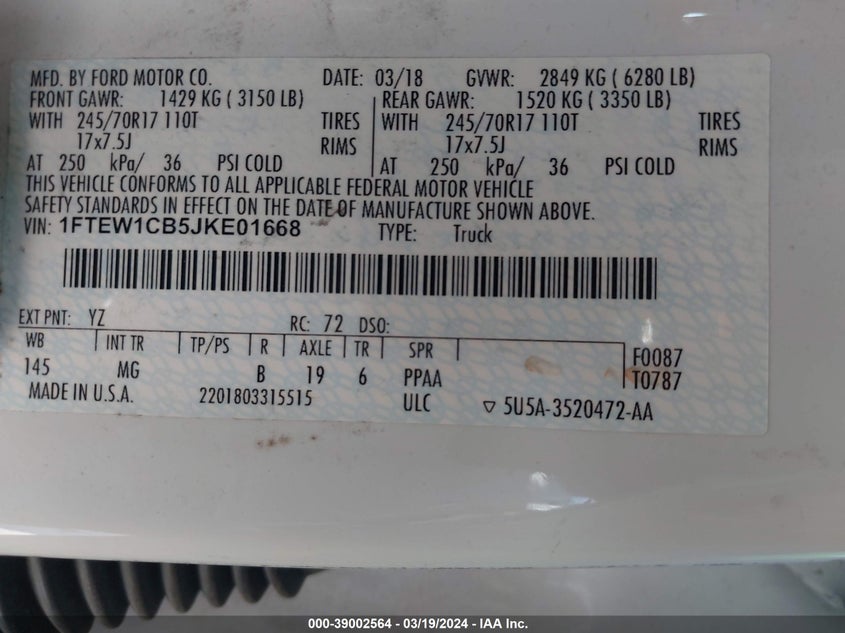 MFD. BY FORD MOTOR CO. DATE: 03/18 GVWR: 2849 KG ( 6280 LB)
FRONT GAWR: 1429 KG ( 3150 LB) REAR GAWR: 1520 KG ( 3350 LB)
WITH 245/70R17 110T TIRES WITH 245/70R17 110T TIRES
17x7.5J RIMS 17x7.5J RIMS
AT 250 kPa/ 36 PSI COLD AT 250 kPa/ 36 PSI COLD
THIS VEHICLE CONFORMS TO ALL APPLICABLE FEDERAL MOTOR VEHICLE
SAFETY STANDARDS IN EFFECT ON THE DATE OF MANUFACTURE SHOWN ABOVE.
VIN: 1FTEW1CB5JKE01668 TYPE: Truck
EXT PNT: YZ RC: 72 DSO:
WB INT TR TP/PS R AXLE TR SPR F0087
145 MG B 19 6 PPAA T0787
MADE IN U.S.A. 2201803315515 ULC ▽ 5U5A-3520472-AA
000-39002564 - 03/19/2024 - IAA Inc.